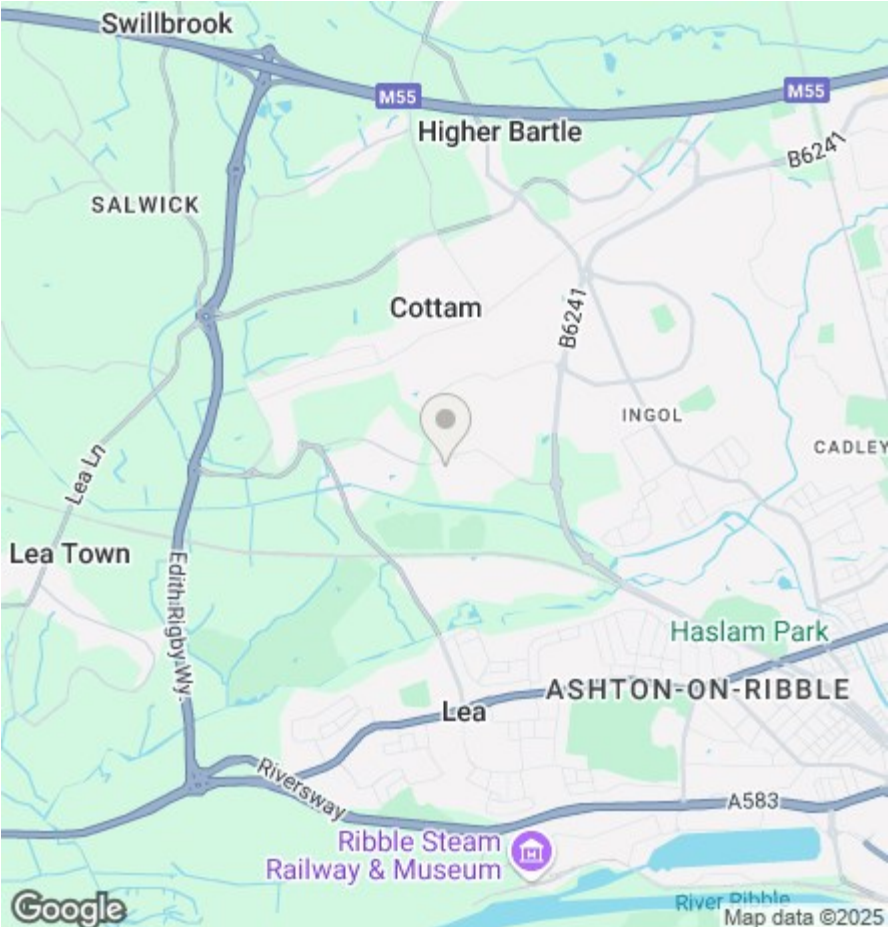 Swillbrook
M55
M55
Higher Bartle
B6241
SALWICK
Cottam
B6241
INGOL
CADLEY
Lea Ln
Lea Town
Edith Rigby Wy.
Haslam Park
ASHTON-ON-RIBBLE
Lea
Riversway
A583
Ribble Steam
Railway & Museum
River Ribble
Google
Map data ©2025